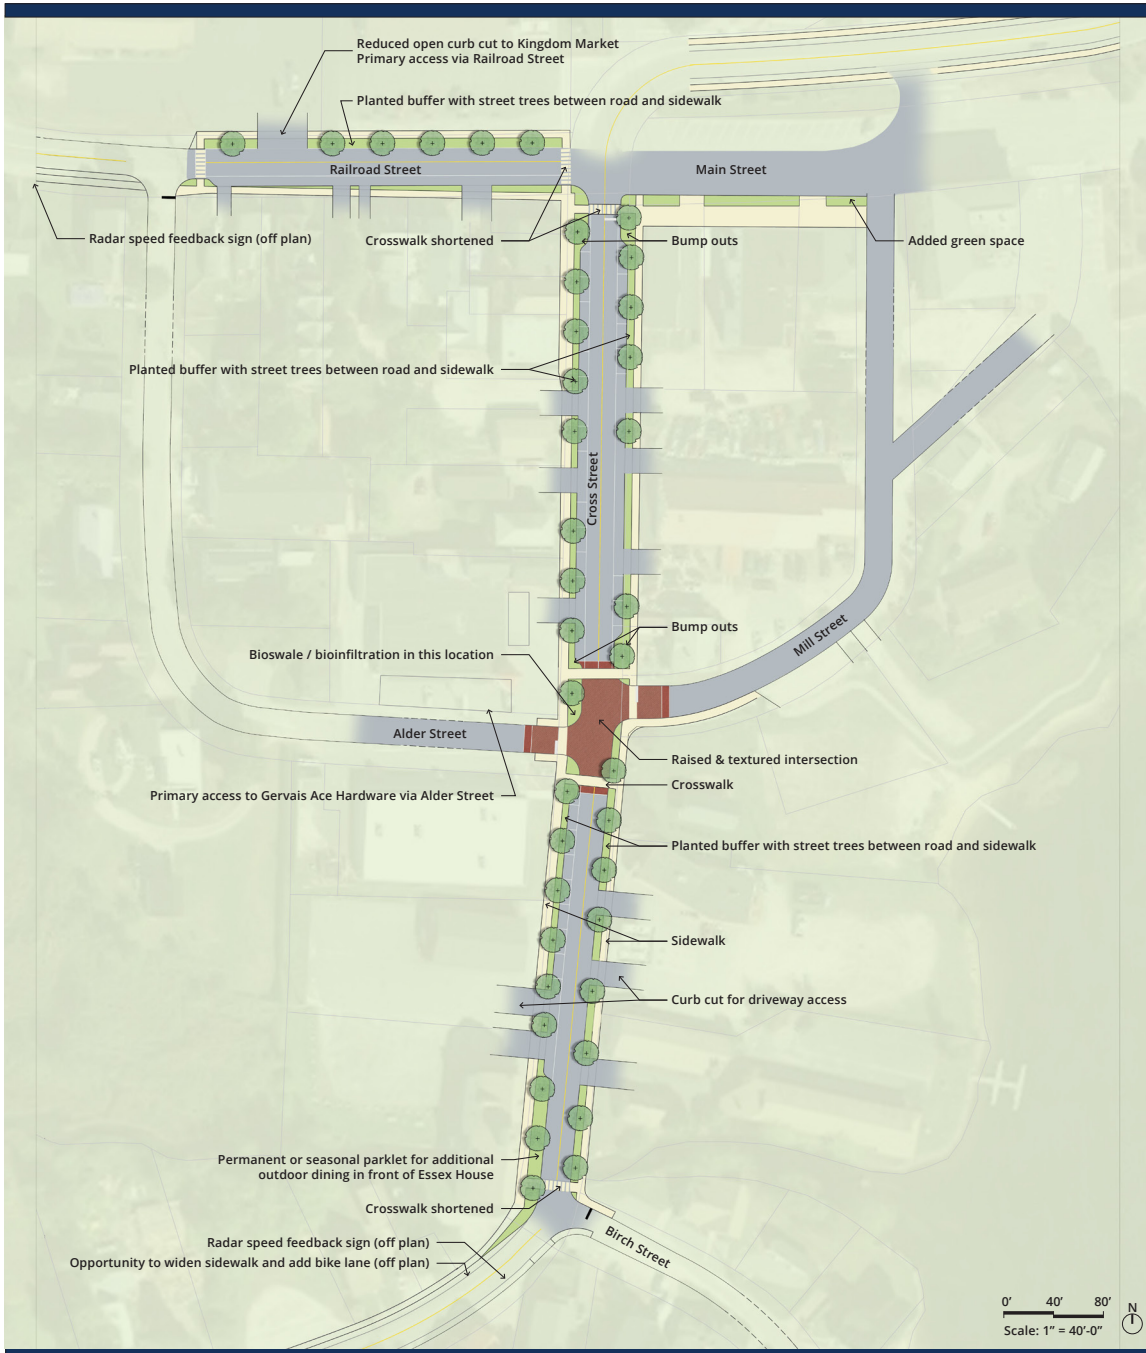 Reduced open curb cut to Kingdom Market
Primary access via Railroad Street
Planted buffer with street trees between road and sidewalk
Railroad Street
Main Street
Radar speed feedback sign (off plan)
Crosswalk shortened
Bump outs
Added green space
Planted buffer with street trees between road and sidewalk
Cross Street
Bump outs
Mill Street
Bioswale / bioinfiltration in this location
Alder Street
Raised & textured intersection
Crosswalk
Primary access to Gervais Ace Hardware via Alder Street
Planted buffer with street trees between road and sidewalk
Sidewalk
Curb cut for driveway access
Permanent or seasonal parklet for additional
outdoor dining in front of Essex House
Crosswalk shortened
Birch Street
Radar speed feedback sign (off plan)
Opportunity to widen sidewalk and add bike lane (off plan)
0' 40' 80'
N
Scale: 1" = 40'-0"